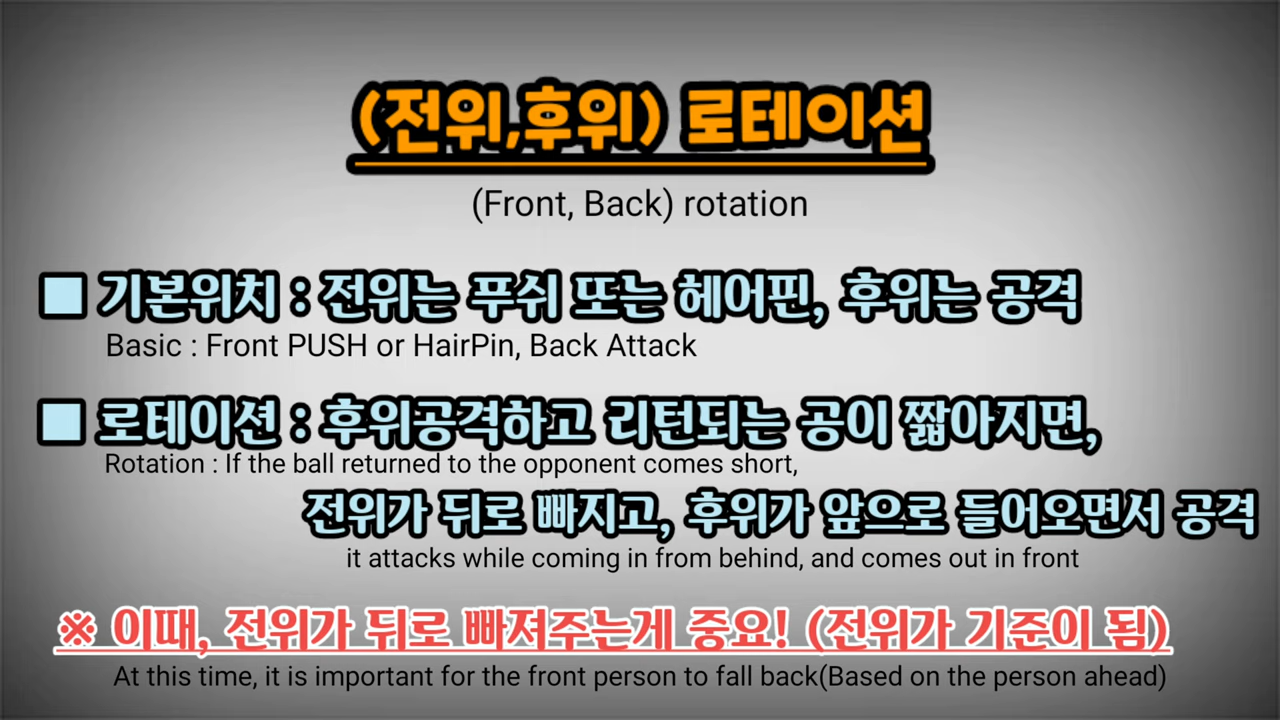 (전위,후위) 로테이션
(Front, Back) rotation
■ 기본위치 : 전위는 푸쉬 또는 헤어핀, 후위는 공격
Basic : Front PUSH or HairPin, Back Attack
■ 로테이션 : 후위공격하고 리턴되는 공이 짧아지면,
Rotation : If the ball returned to the opponent comes short,
전위가 뒤로 빠지고, 후위가 앞으로 들어오면서 공격
it attacks while coming in from behind, and comes out in front
※ 이때, 전위가 뒤로 빠져주는게 중요! (전위가 기준이 됨)
At this time, it is important for the front person to fall back(Based on the person ahead)